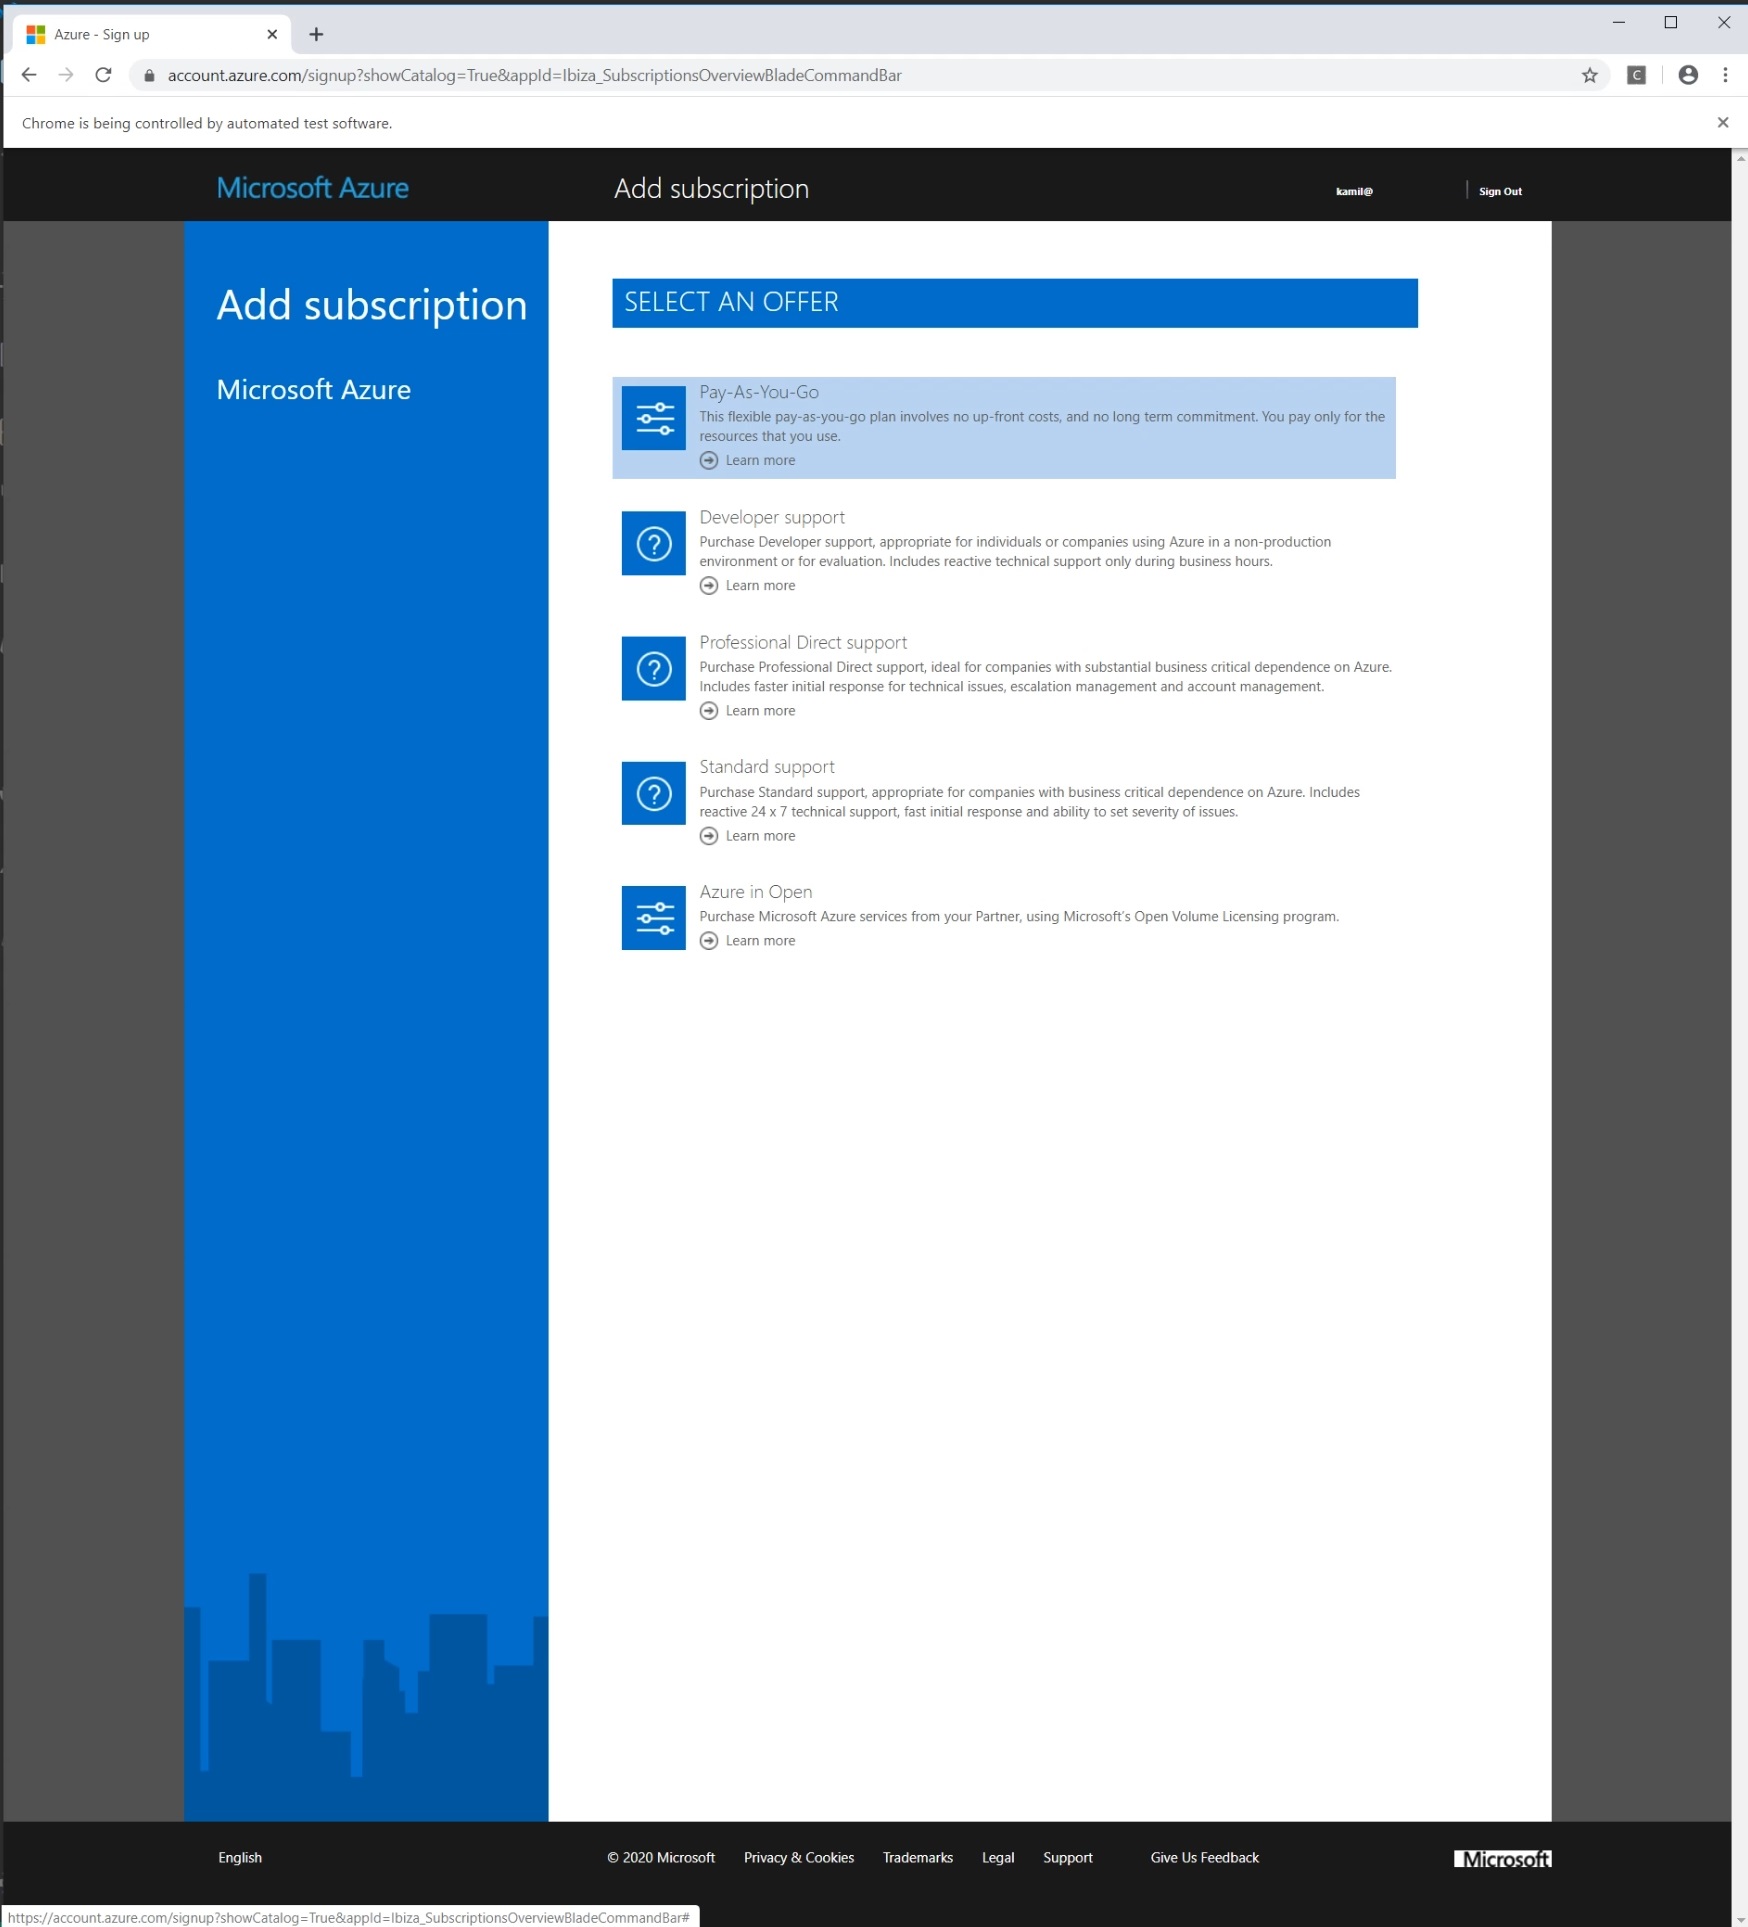 Azure - Sign up
account.azure.com/signup?showCatalog=True&appId=Ibiza_SubscriptionsOverviewBladeCommandBar
C
Chrome is being controlled by automated test software.
Microsoft Azure
Add subscription
kamil@
Sign Out
Add subscription
Microsoft Azure
SELECT AN OFFER
Pay-As-You-Go
This flexible pay-as-you-go plan involves no up-front costs, and no long term commitment. You pay only for the
resources that you use.
Learn more
Developer support
Purchase Developer support, appropriate for individuals or companies using Azure in a non-production
environment or for evaluation. Includes reactive technical support only during business hours.
Learn more
Professional Direct support
Purchase Professional Direct support, ideal for companies with substantial business critical dependence on Azure.
Includes faster initial response for technical issues, escalation management and account management.
Learn more
Standard support
Purchase Standard support, appropriate for companies with business critical dependence on Azure. Includes
reactive 24 x 7 technical support, fast initial response and ability to set severity of issues.
Learn more
Azure in Open
Purchase Microsoft Azure services from your Partner, using Microsoft's Open Volume Licensing program.
Learn more
English
© 2020 Microsoft
Privacy & Cookies
Trademarks
Legal
Support
Give Us Feedback
Microsoft
https://account.azure.com/signup?showCatalog=True&appId=Ibiza_SubscriptionsOverviewBladeCommandBar#